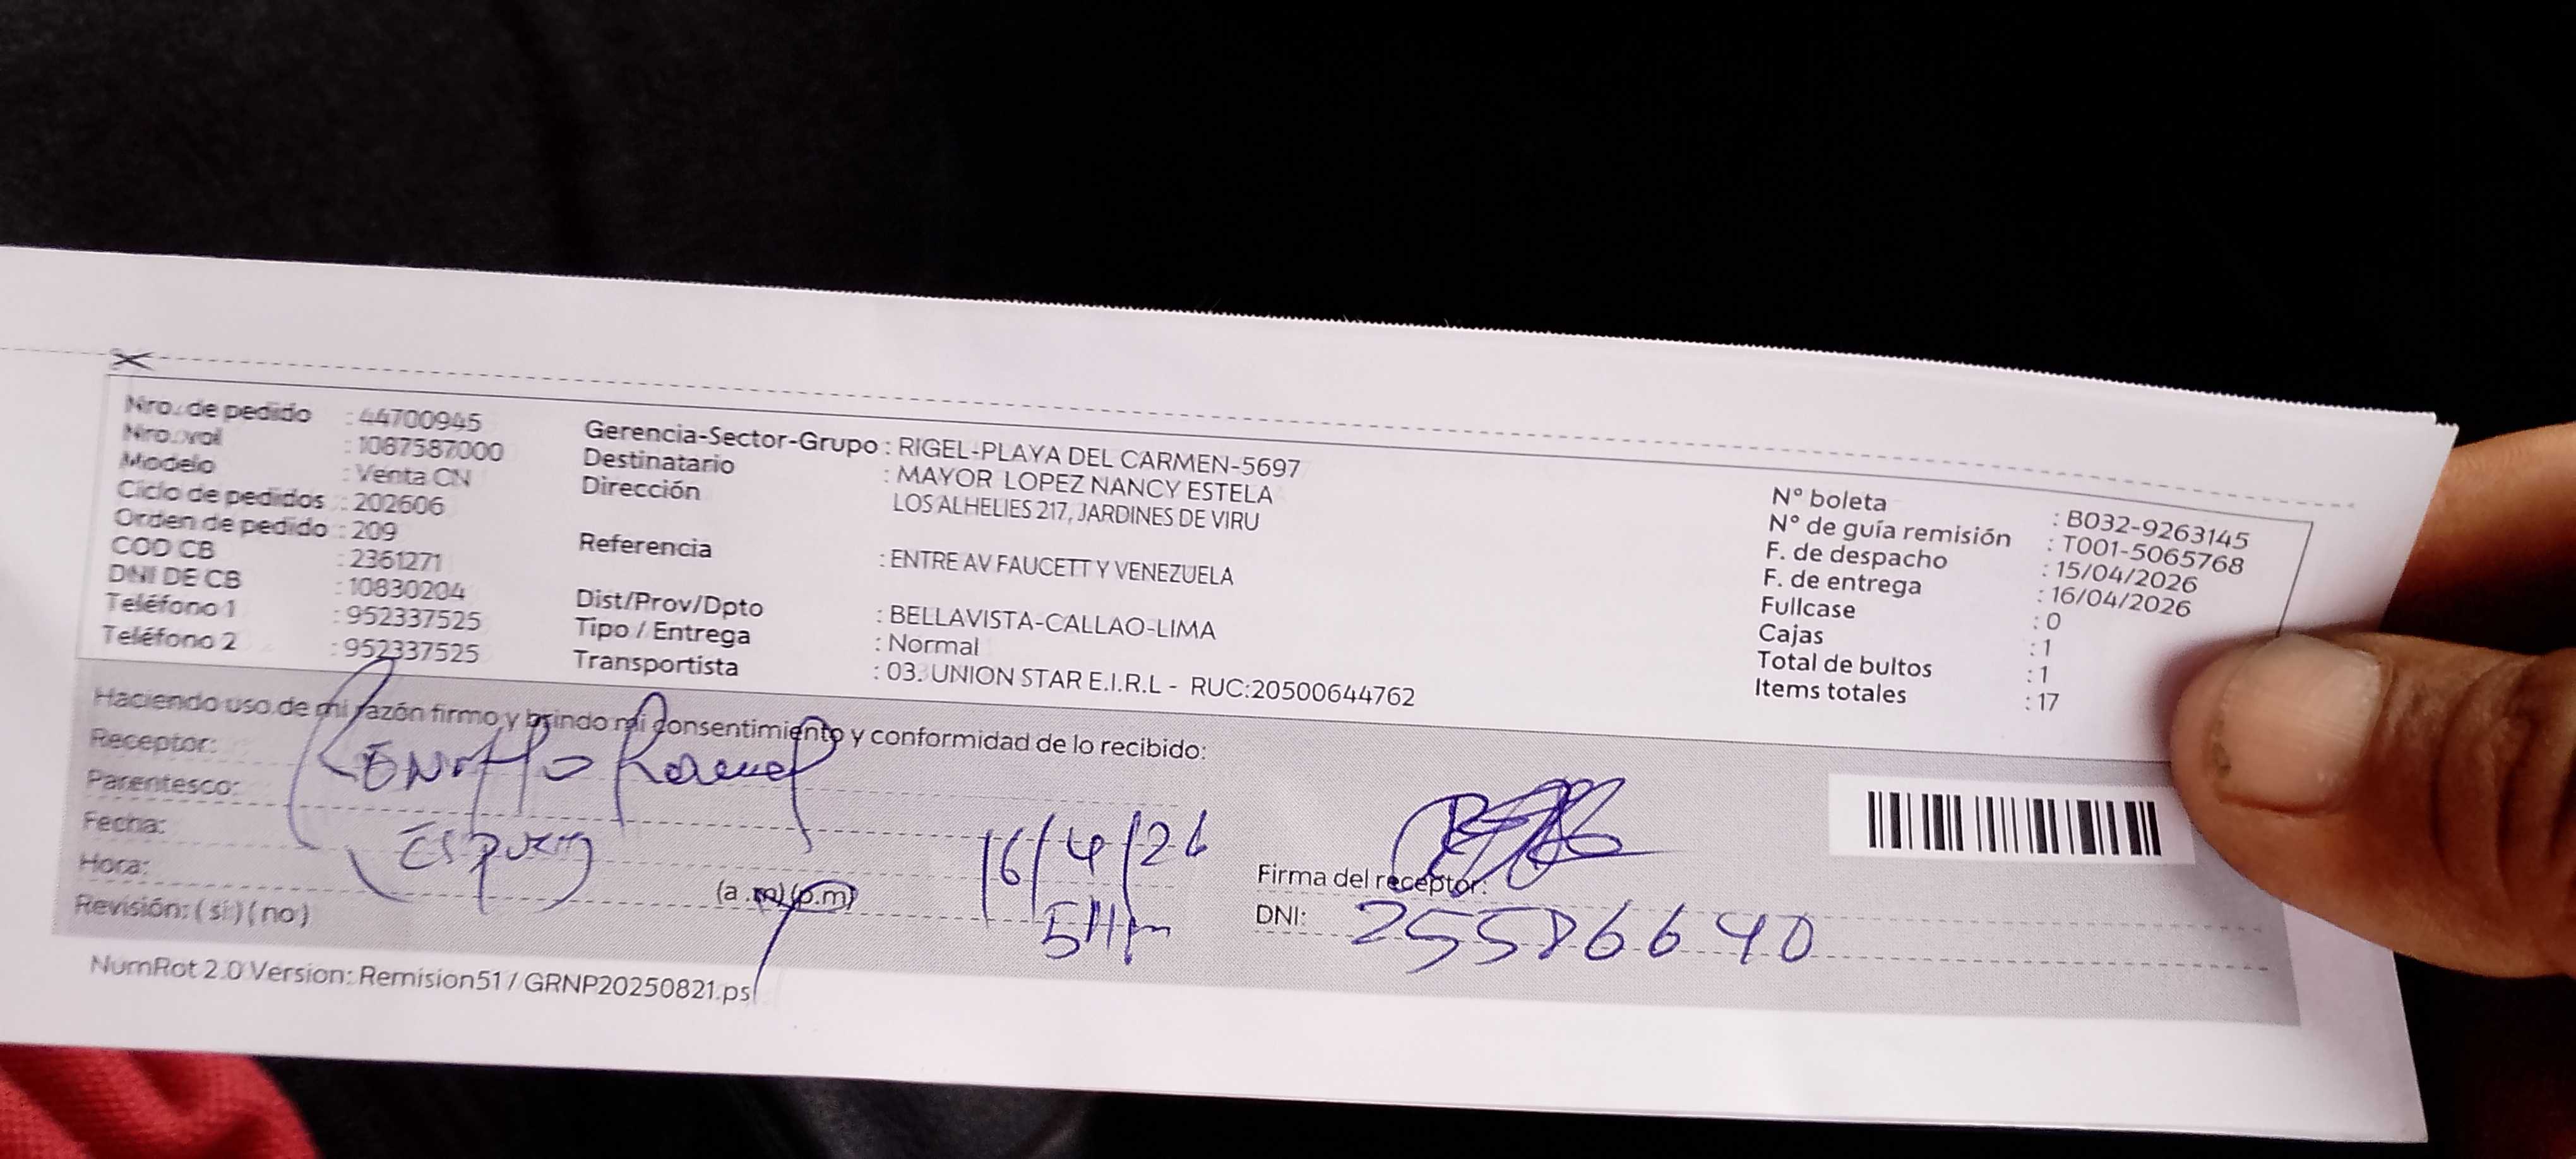 Nro. de pedido : 44700945
Nro. vol : 1087587000
Modelo : Venta CN
Ciclo de pedidos : 202606
Orden de pedido : 209
COD CB : 2361271
DNI DE CB : 10830204
Teléfono 1 : 952337525
Teléfono 2 : 952337525
Gerencia-Sector-Grupo : RIGEL-PLAYA DEL CARMEN-5697
Destinatario : MAYOR LOPEZ NANCY ESTELA
Dirección LOS ALHELIES 217, JARDINES DE VIRU
Referencia : ENTRE AV FAUCETT Y VENEZUELA
Dist/Prov/Dpto : BELLAVISTA-CALLAO-LIMA
Tipo / Entrega : Normal
Transportista : 03. UNION STAR E.I.R.L - RUC:20500644762
N° boleta : B032-9263145
N° de guía remisión : T001-5065768
F. de despacho : 15/04/2026
F. de entrega : 16/04/2026
Fullcase : 0
Cajas : 1
Total de bultos : 1
Items totales : 17
Haciendo uso de mi razón firmo y brindo mi consentimiento y conformidad de lo recibido:
Receptor:
Parentesco:
Fecha: 16/4/26
Hora: (a.m) (p.m)
Revisión: ( si ) ( no )
Firma del receptor:
DNI: 25586640
NumRot 2.0 Version: Remision51 / GRNP20250821.ps